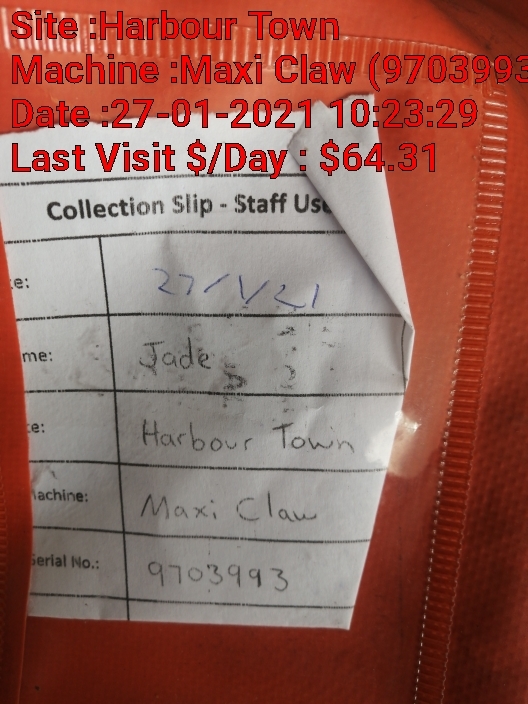 Site :Harbour Town
Machine :Maxi Claw (9703993
Date :27-01-2021 10:23:29
Last Visit $/Day : $64.31
Collection Slip - Staff Use
e: 27/1/21
me: Jade
e: Harbour Town
achine: Maxi Claw
Serial No.: 9703993